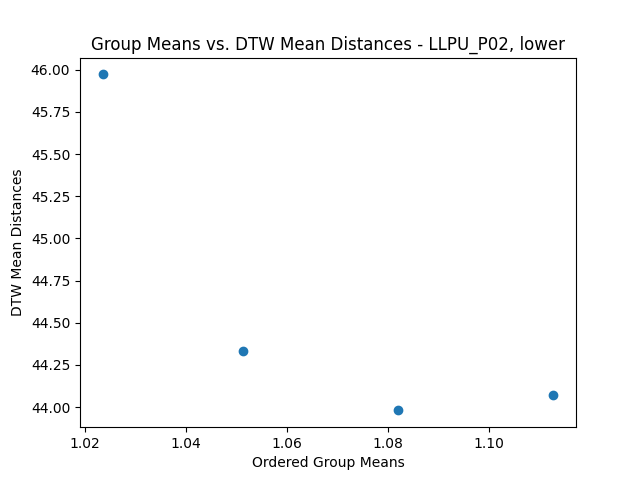 Group Means vs. DTW Mean Distances - LLPU_P02, lower
46.00
45.75
45.50
45.25
45.00
44.75
44.50
44.25
44.00
DTW Mean Distances
1.02 1.04 1.06 1.08 1.10
Ordered Group Means